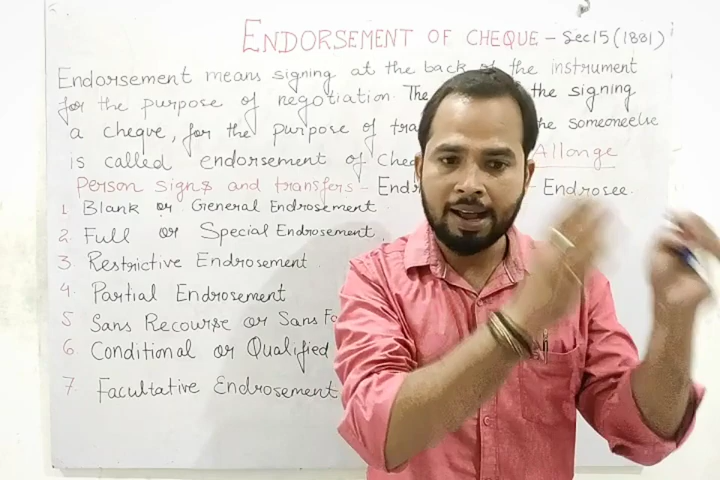 ENDORSEMENT OF CHEQUE - Sec 15 (1881)
Endorsement means signing at the back of the instrument
for the purpose of negotiation. The the signing
a cheque, for the purpose of the someoneelse
is called endorsement of Allonge
Person signs and transfers - Endrosee.
1. Blank or General Endrosement
2. Full or Special Endrosement
3 Restrictive Endrosement
4. Partial Endrosement
5 Sans Recourse or Sans
6 Conditional or Qualified
7. Facultative Endrosement